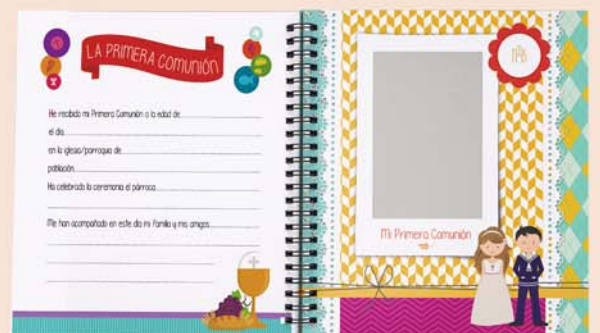 LA PRIMERA COMUNIÓN
He recibido mi Primera Comunión a la edad de
el día
en la iglesia/parroquia de
población
Ha celebrado la ceremonia el párroco
Me han acompañado en este día mi familia y mis amigos
Mi Primera Comunión